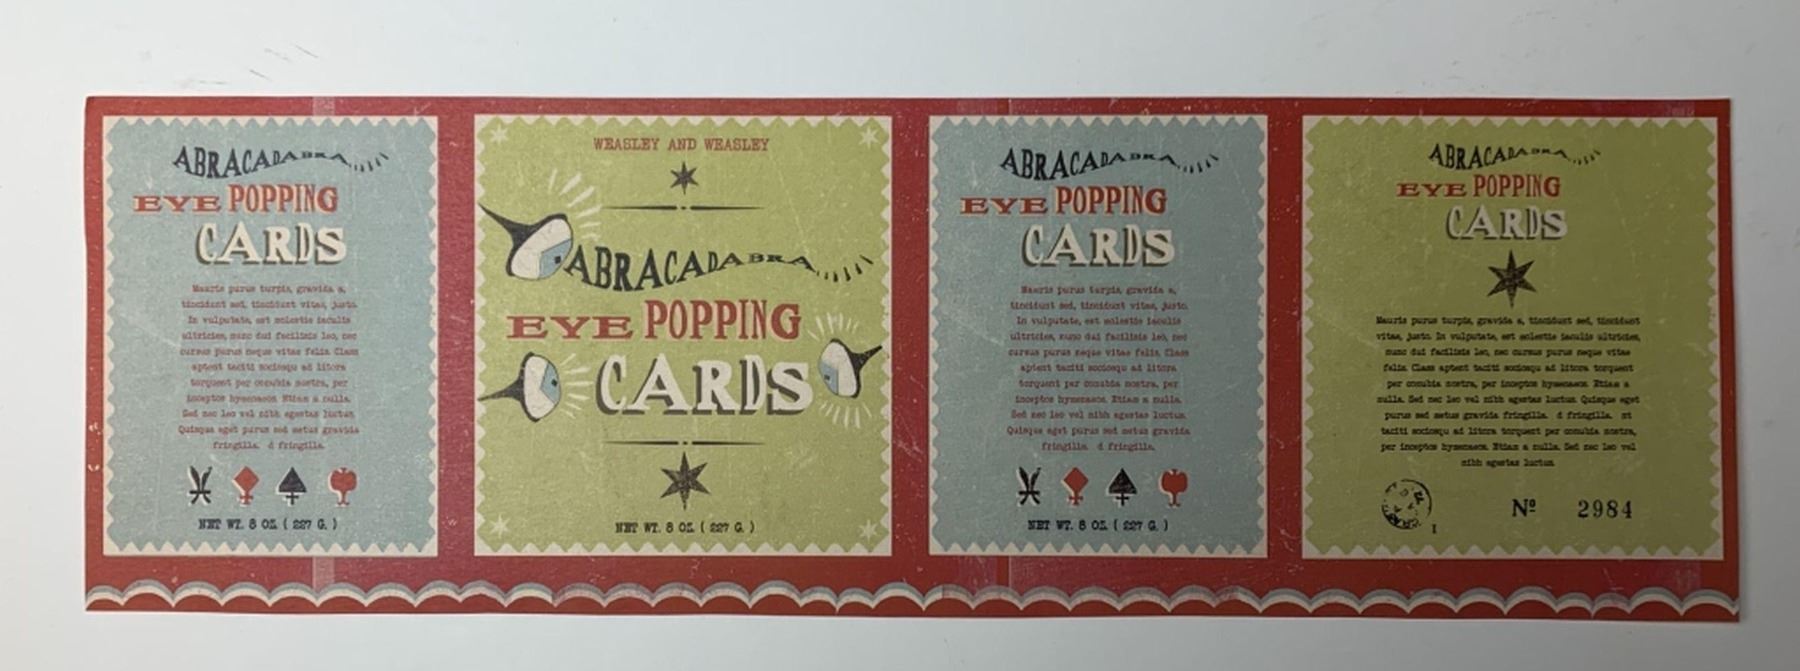 ABRACADABRA
EYE POPPING
CARDS
Mauris purus turpis, gravida a,
tincidunt sed, tincidunt vitae, justo.
In vulputate, est molestie iaculis
ultricies, nunc dui facilisis leo, nec
cursus purus neque vitae felis. Class
aptent taciti sociosqu ad litora
torquent per conubia nostra, per
inceptos hymenaeos. Etiam a nulla.
Sed nec leo vel nibh egestas luctus.
Quisque eget purus sed metus gravida
fringilla. d fringilla.
NET WT. 8 OZ. ( 227 G. )
WEASLEY AND WEASLEY
ABRACADABRA
EYE POPPING
CARDS
NET WT. 8 OZ. ( 227 G. )
ABRACADABRA
EYE POPPING
CARDS
Mauris purus turpis, gravida a,
tincidunt sed, tincidunt vitae, justo.
In vulputate, est molestie iaculis
ultricies, nunc dui facilisis leo, nec
cursus purus neque vitae felis. Class
aptent taciti sociosqu ad litora
torquent per conubia nostra, per
inceptos hymenaeos. Etiam a nulla.
Sed nec leo vel nibh egestas luctus.
Quisque eget purus sed metus gravida
fringilla. d fringilla.
NET WT. 8 OZ. ( 227 G. )
ABRACADABRA
EYE POPPING
CARDS
Mauris purus turpis, gravida a, tincidunt sed, tincidunt
vitae, justo. In vulputate, est molestie iaculis ultricies,
nunc dui facilisis leo, nec cursus purus neque vitae
felis. Class aptent taciti sociosqu ad litora torquent
per conubia nostra, per inceptos hymenaeos. Etiam a
nulla. Sed nec leo vel nibh egestas luctus. Quisque eget
purus sed metus gravida fringilla. d fringilla. nt
taciti sociosqu ad litora torquent per conubia nostra,
per inceptos hymenaeos. Etiam a nulla. Sed nec leo vel
nibh egestas luctus.
1
Nº 2984